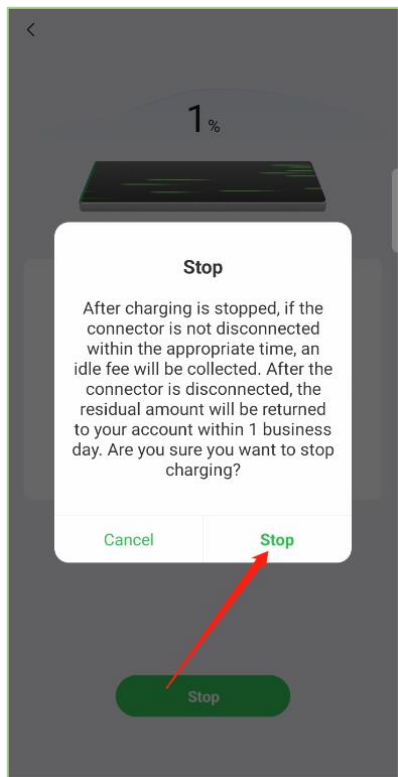 1%
Stop
After charging is stopped, if the
connector is not disconnected
within the appropriate time, an
idle fee will be collected. After the
connector is disconnected, the
residual amount will be returned
to your account within 1 business
day. Are you sure you want to stop
charging?
Cancel Stop
Stop